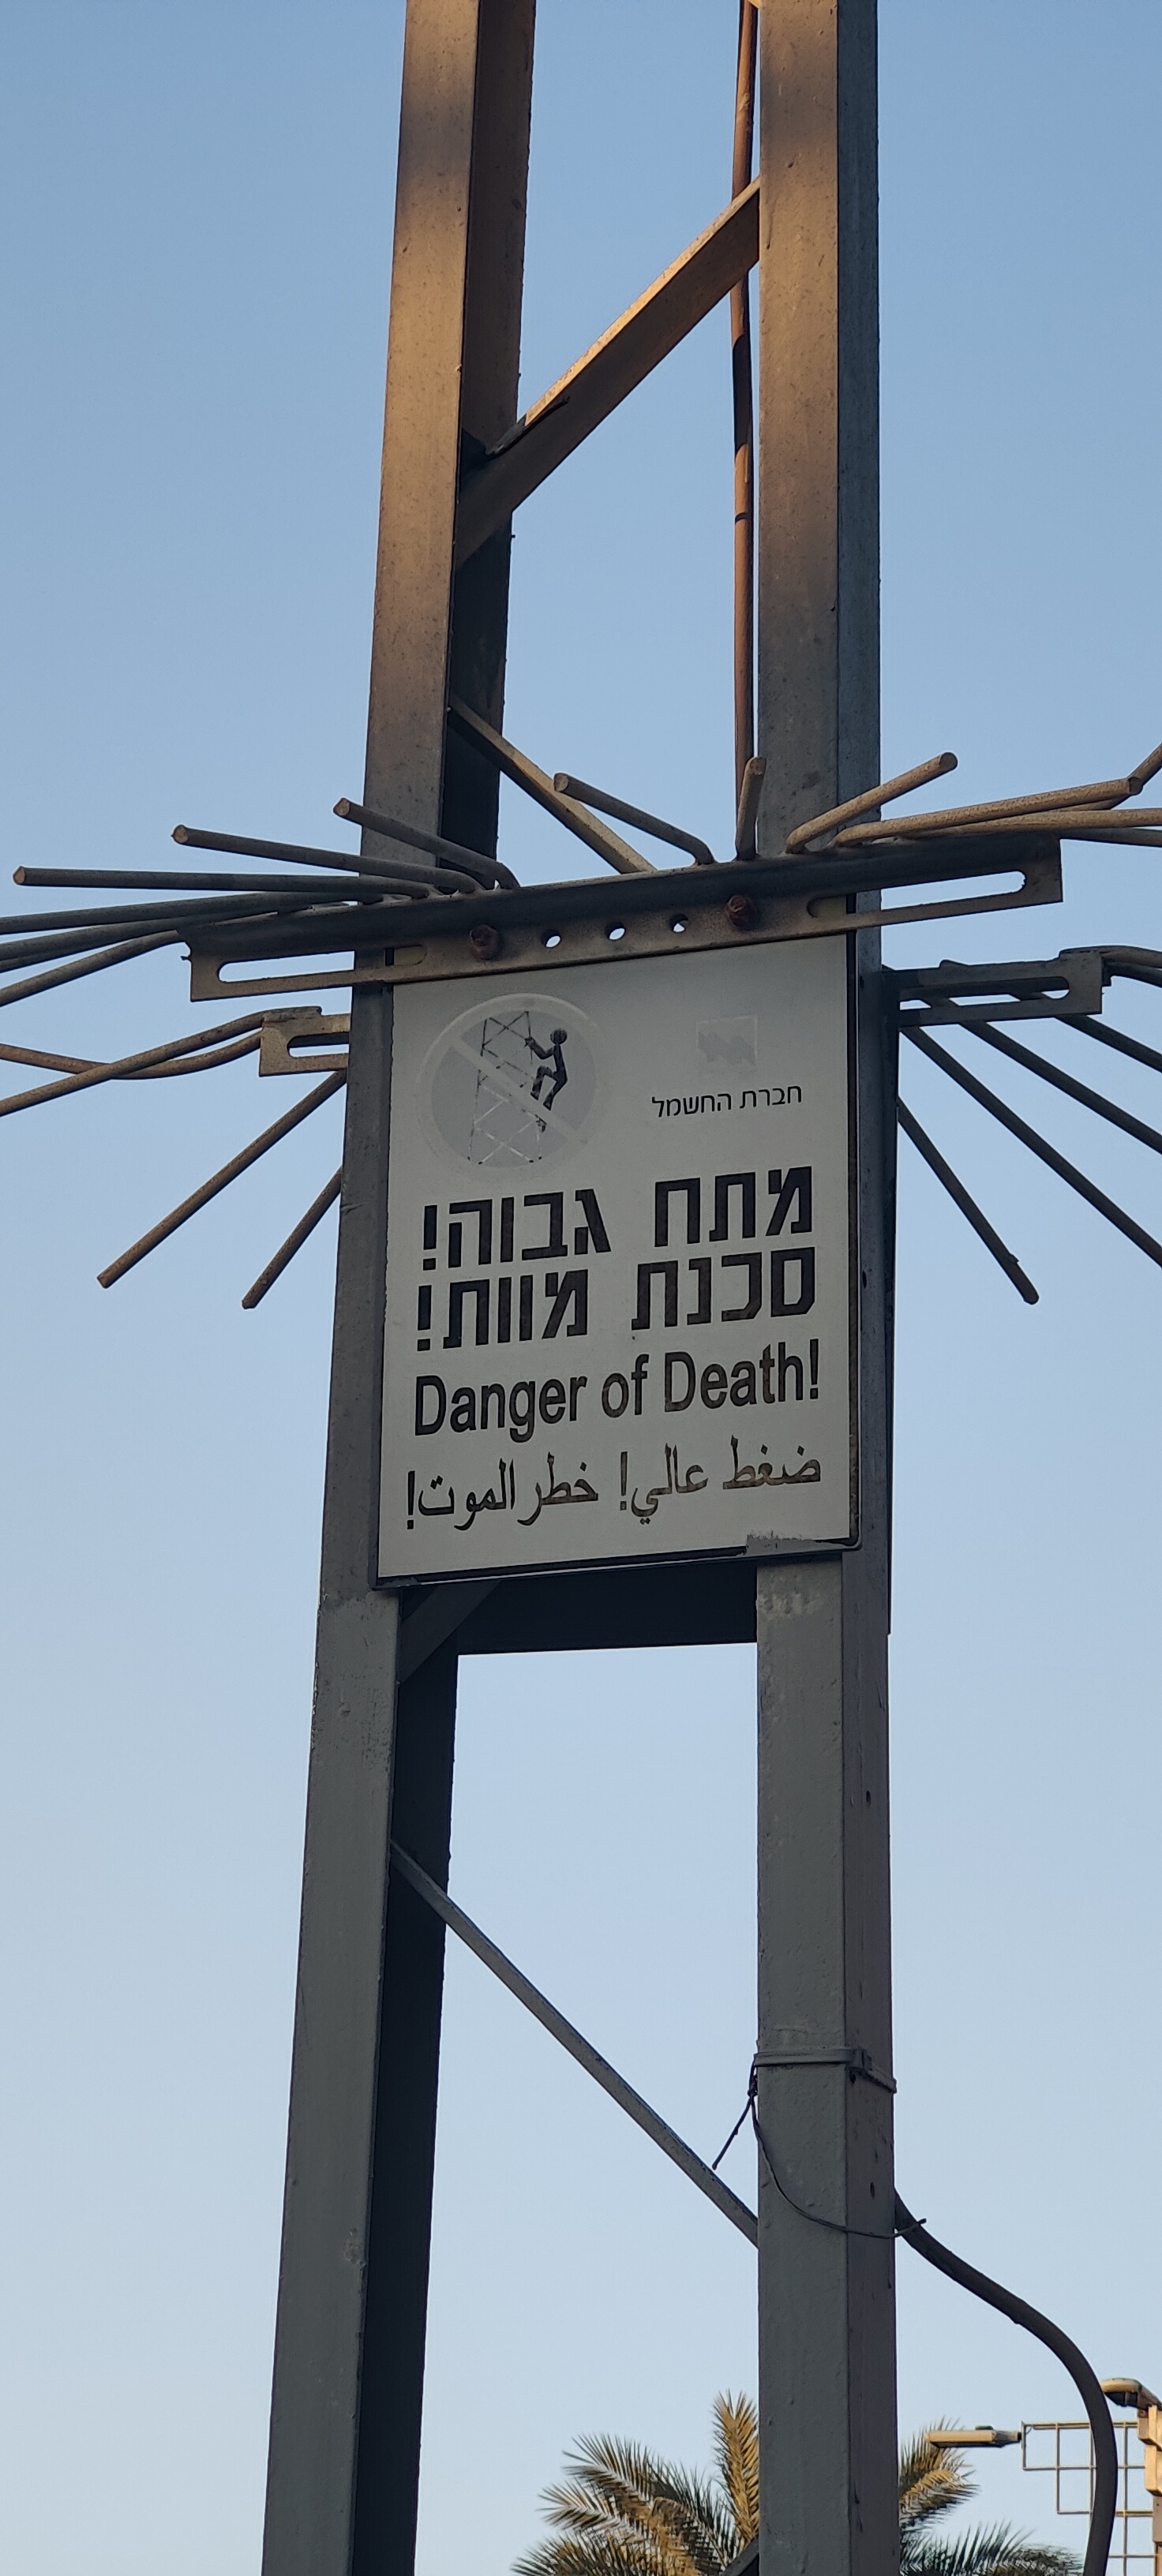 חברת החשמל
מתח גבוה!
סכנת מוות!
Danger of Death!
ضغط عالي! خطر الموت!